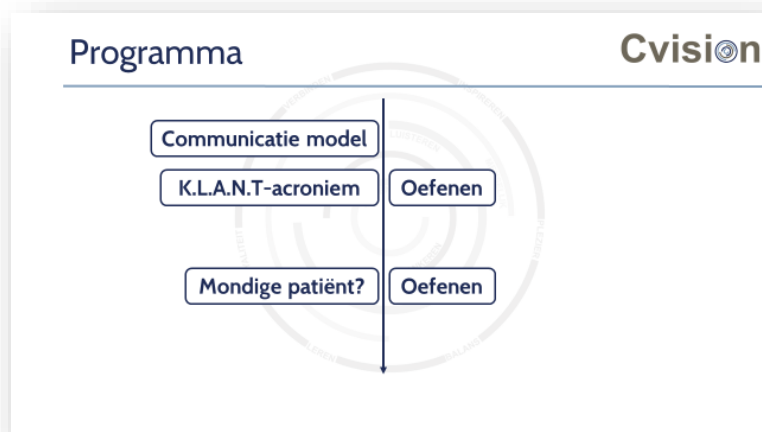 Programma
Cvision
Communicatie model
K.L.A.N.T-acroniem
Oefenen
Mondige patiënt?
Oefenen